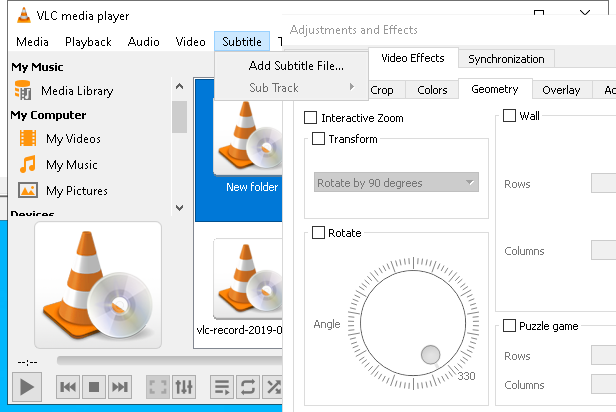 VLC media player
Media Playback Audio Video Subtitle T
Adjustments and Effects
Add Subtitle File...
Sub Track
Video Effects Synchronization
Crop Colors Geometry Overlay
My Music
Media Library
My Computer
My Videos
My Music
My Pictures
Devices
New folder
vlc-record-2019-0
--:--
Interactive Zoom
Transform
Rotate by 90 degrees
Rotate
Angle
330
Wall
Rows
Columns
Puzzle game
Rows
Columns